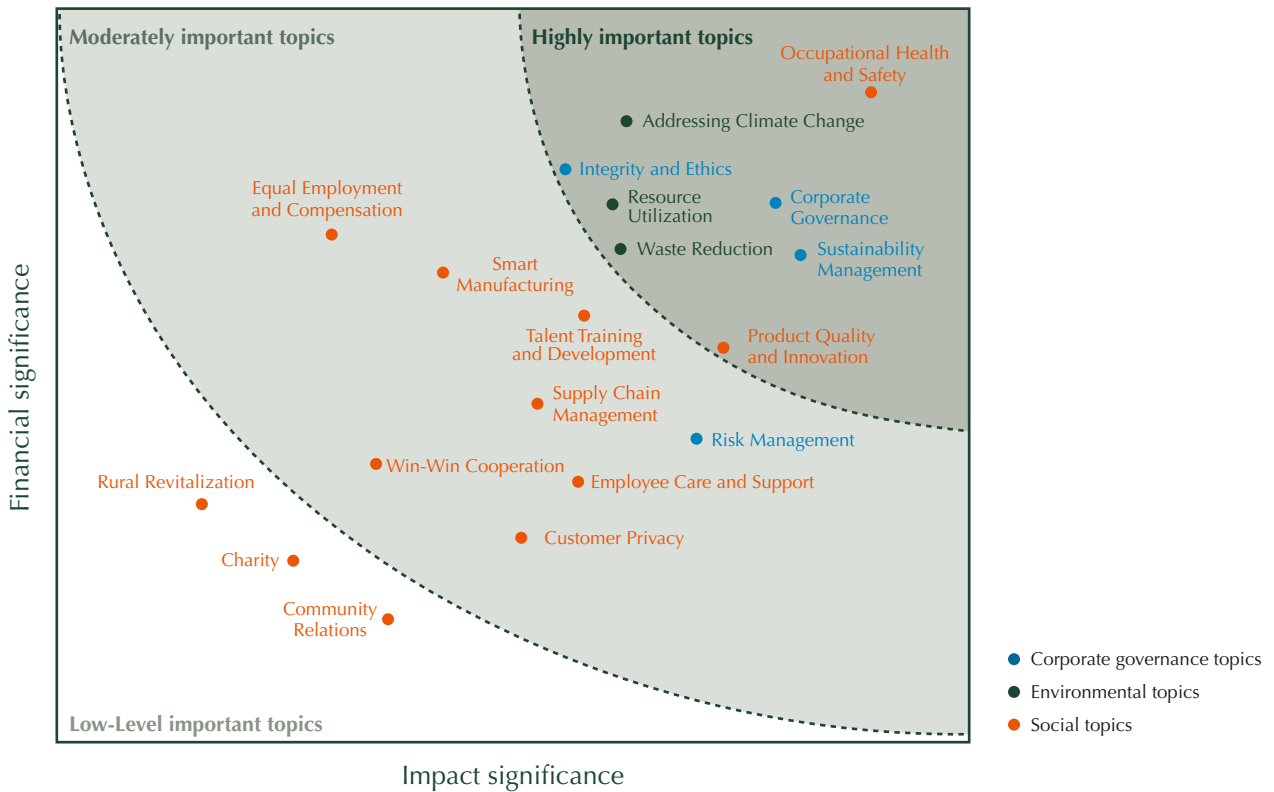 Moderately important topics
Highly important topics
Occupational Health
and Safety
Addressing Climate Change
Integrity and Ethics
Equal Employment
and Compensation
Resource
Utilization
Corporate
Governance
Waste Reduction
Sustainability
Management
Smart
Manufacturing
Talent Training
and Development
Product Quality
and Innovation
Supply Chain
Management
Risk Management
Win-Win Cooperation
Employee Care and Support
Rural Revitalization
Customer Privacy
Charity
Community
Relations
Low-Level important topics
Financial significance
Impact significance
Corporate governance topics
Environmental topics
Social topics